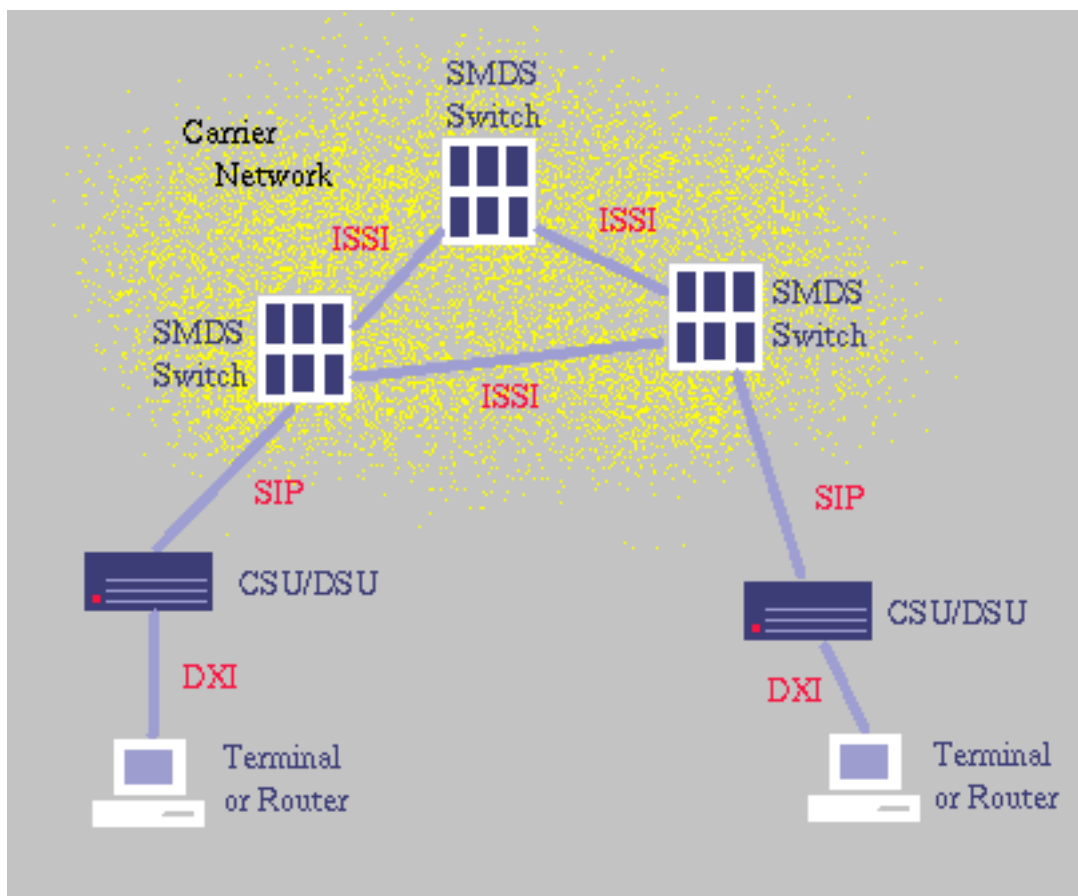 SMDS
Switch
Carrier
Network
ISSI
ISSI
SMDS
Switch
SMDS
Switch
ISSI
SIP
SIP
CSU/DSU
CSU/DSU
DXI
DXI
Terminal
or Router
Terminal
or Router